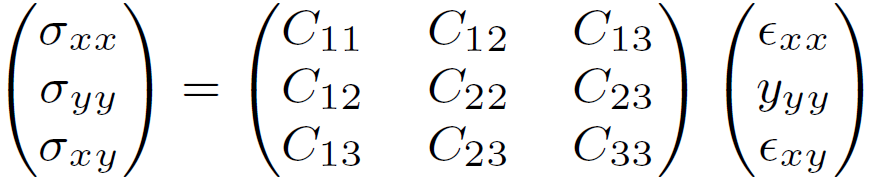 (σxx) = (C11 C12 C13) (ϵxx)
(σyy) = (C12 C22 C23) (yyy)
(σxy) = (C13 C23 C33) (ϵxy)